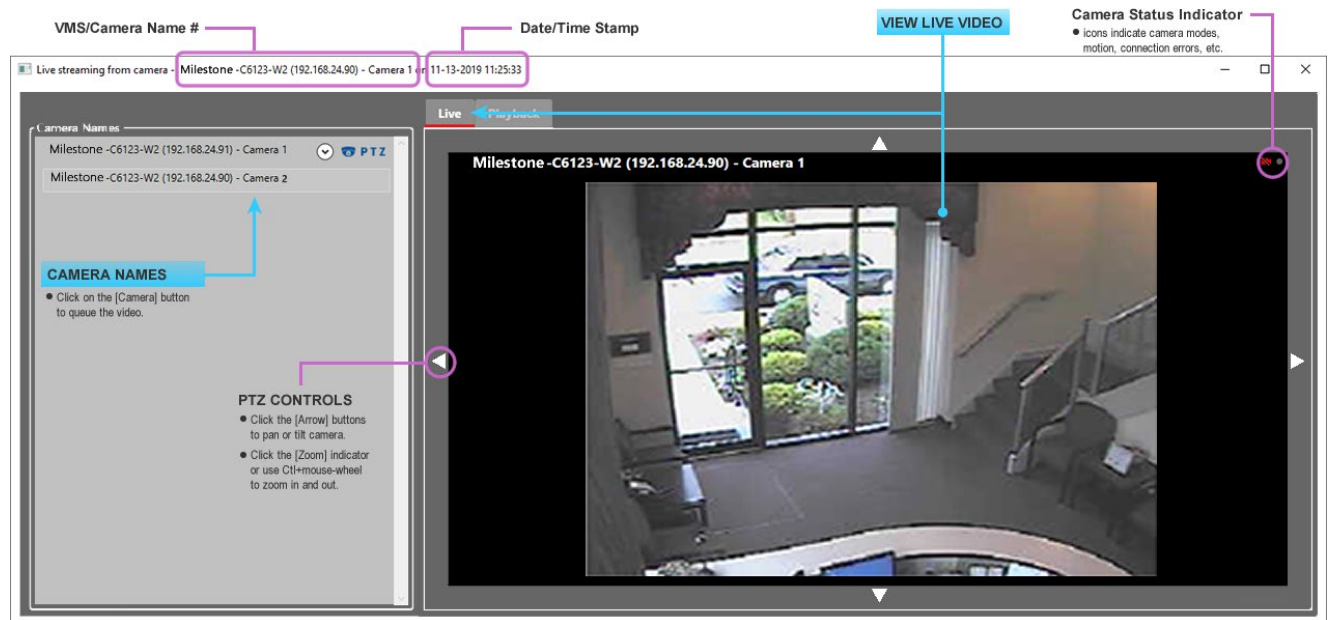 VMS/Camera Name #
Date/Time Stamp
VIEW LIVE VIDEO
Camera Status Indicator
● icons indicate camera modes,
motion, connection errors, etc.
Live streaming from camera - Milestone -C6123-W2 (192.168.24.90) - Camera 1 on 11-13-2019 11:25:33
Live
Playback
Camera Names
Milestone -C6123-W2 (192.168.24.91) - Camera 1
PTZ
Milestone -C6123-W2 (192.168.24.90) - Camera 2
Milestone -C6123-W2 (192.168.24.90) - Camera 1
CAMERA NAMES
● Click on the [Camera] button
to queue the video.
PTZ CONTROLS
● Click the [Arrow] buttons
to pan or tilt camera.
● Click the [Zoom] indicator
or use Ctl+mouse-wheel
to zoom in and out.